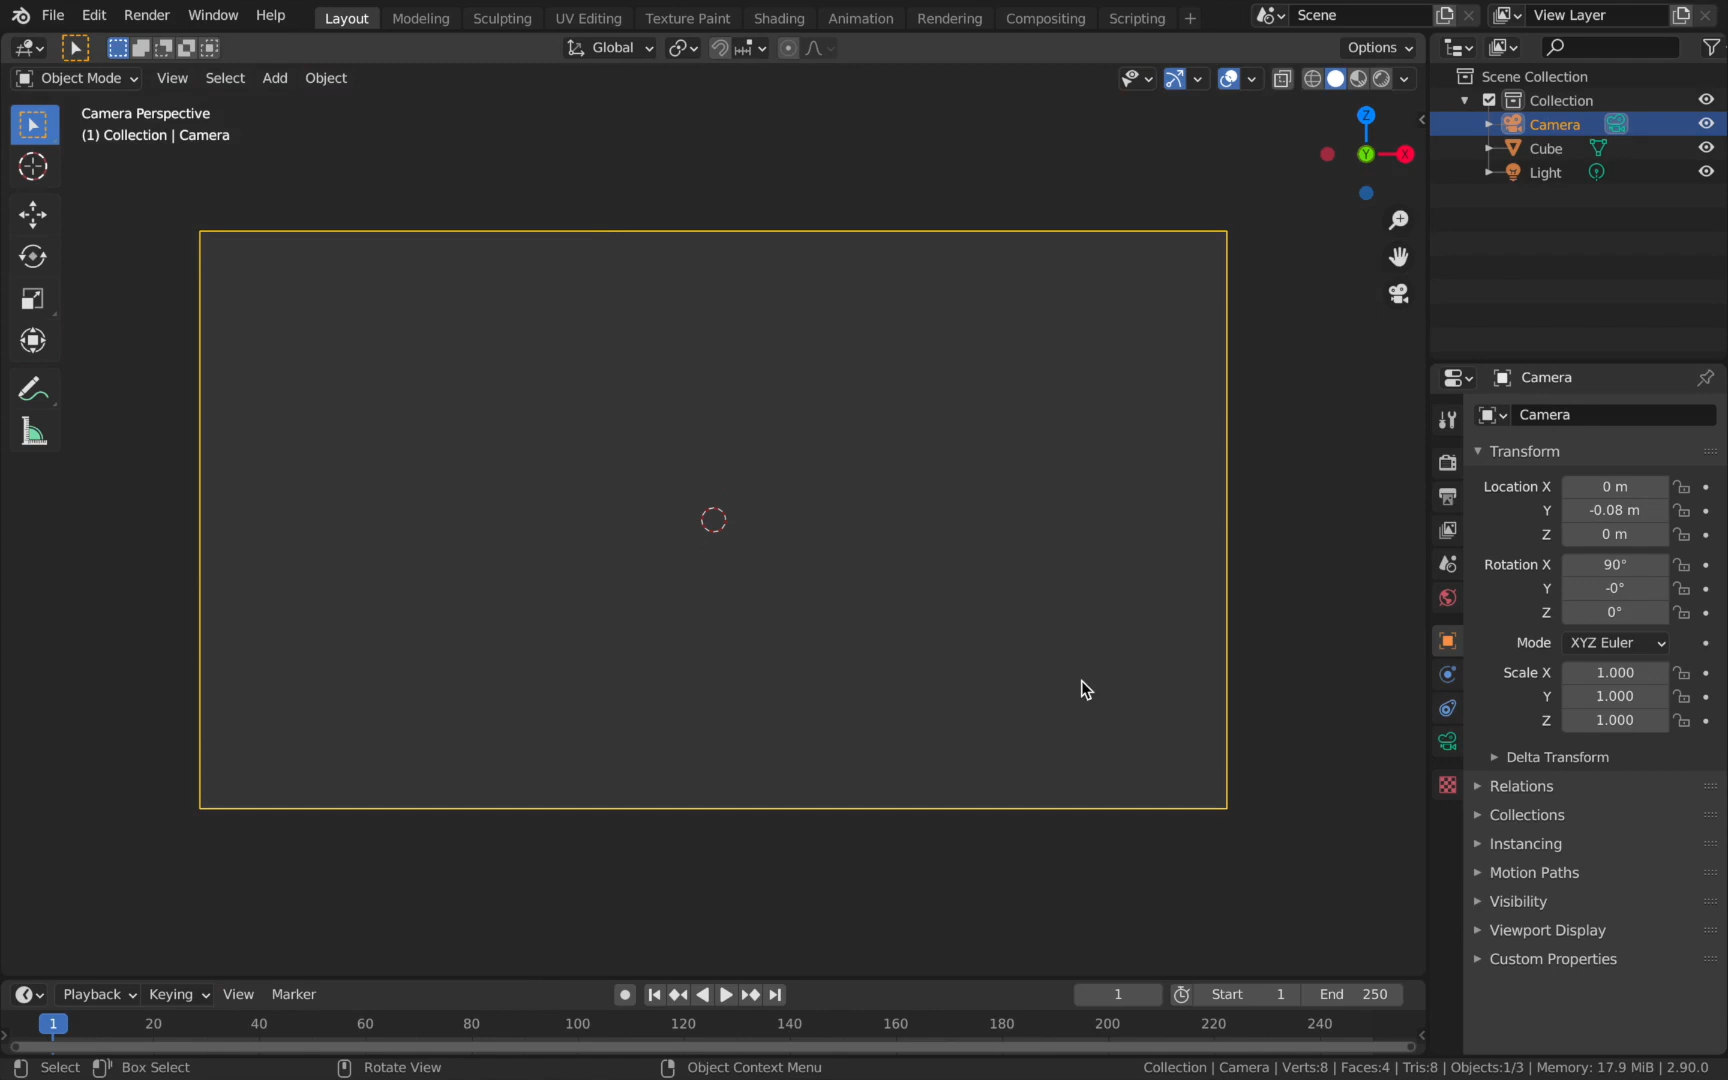 File Edit Render Window Help Layout Modeling Sculpting UV Editing Texture Paint Shading Animation Rendering Compositing Scripting + Scene View Layer
Global Options
Object Mode View Select Add Object
Camera Perspective
(1) Collection | Camera
Z
Y
X
Scene Collection
Collection
Camera
Cube
Light
Camera
Camera
Transform
Location X 0 m
Y -0.08 m
Z 0 m
Rotation X 90°
Y -0°
Z 0°
Mode XYZ Euler
Scale X 1.000
Y 1.000
Z 1.000
Delta Transform
Relations
Collections
Instancing
Motion Paths
Visibility
Viewport Display
Custom Properties
Playback Keying View Marker 1 Start 1 End 250
1 20 40 60 80 100 120 140 160 180 200 220 240
Select Box Select Rotate View Object Context Menu Collection | Camera | Verts:8 | Faces:4 | Tris:8 | Objects:1/3 | Memory: 17.9 MiB | 2.90.0